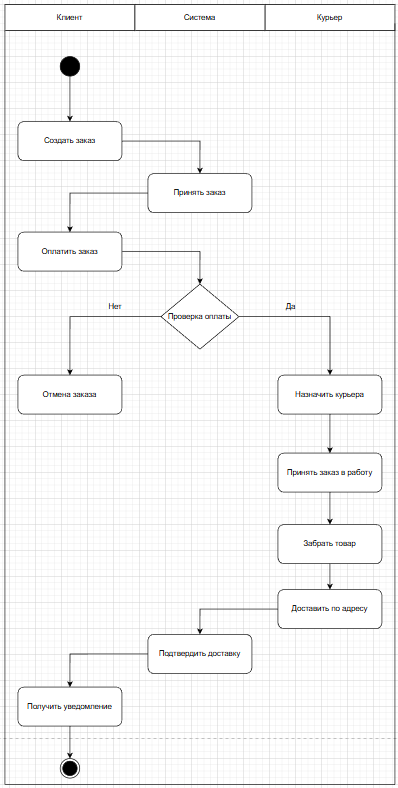 Клиент
Система
Курьер
Создать заказ
Принять заказ
Оплатить заказ
Проверка оплаты
Нет
Да
Отмена заказа
Назначить курьера
Принять заказ в работу
Забрать товар
Доставить по адресу
Подтвердить доставку
Получить уведомление